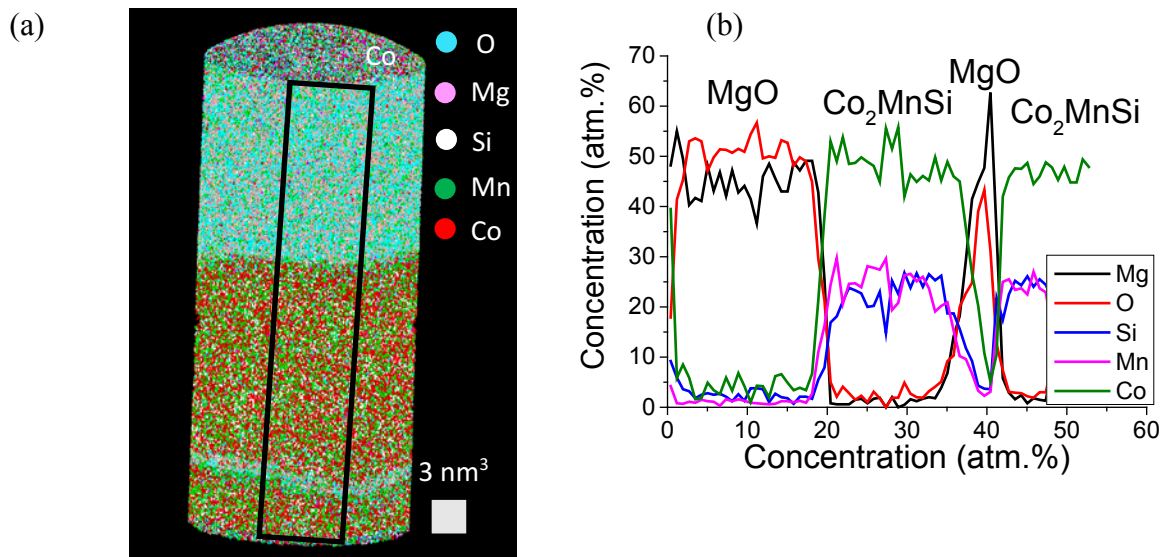 (a)
Co
O
Mg
Si
Mn
Co
3 nm³
(b)
MgO
Co₂MnSi
MgO
Co₂MnSi
Concentration (atm.%)
70
60
50
40
30
20
10
0
0 10 20 30 40 50 60
Concentration (atm.%)
Mg
O
Si
Mn
Co